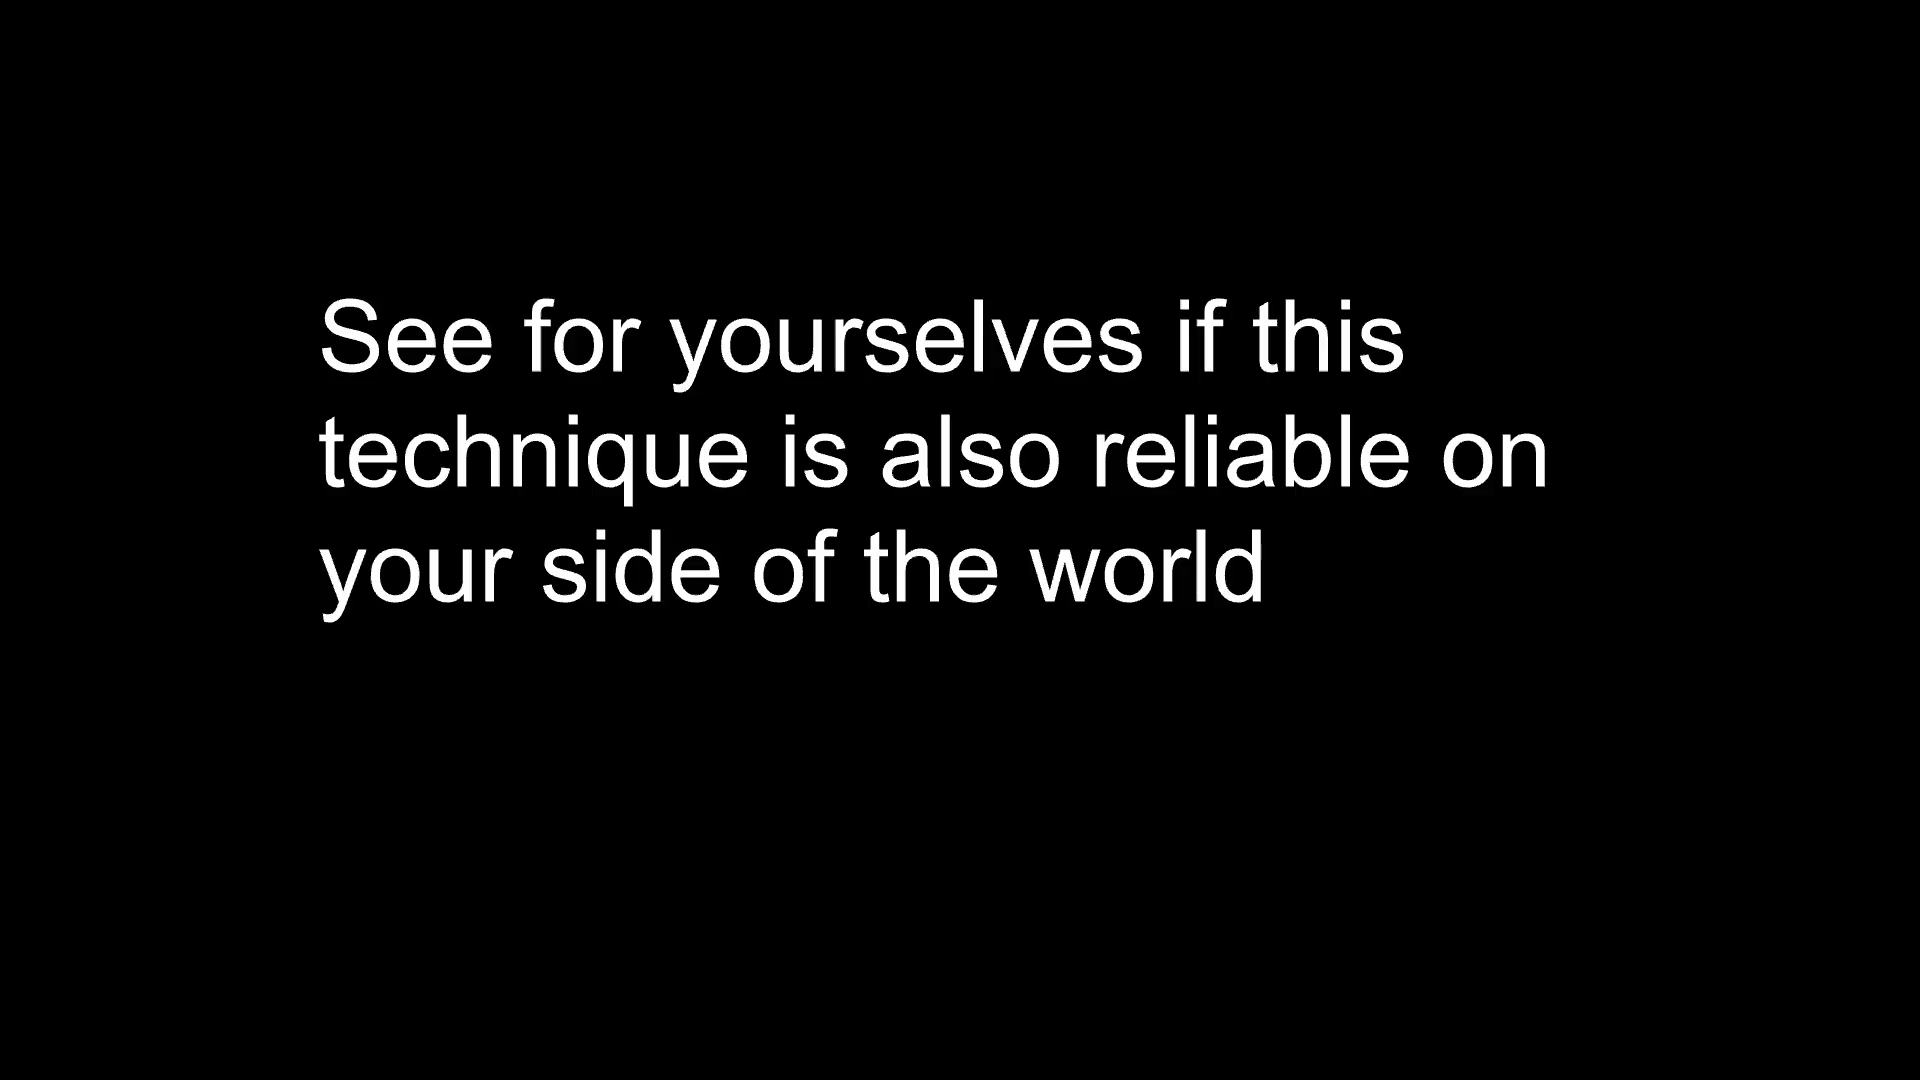 See for yourselves if this
technique is also reliable on
your side of the world